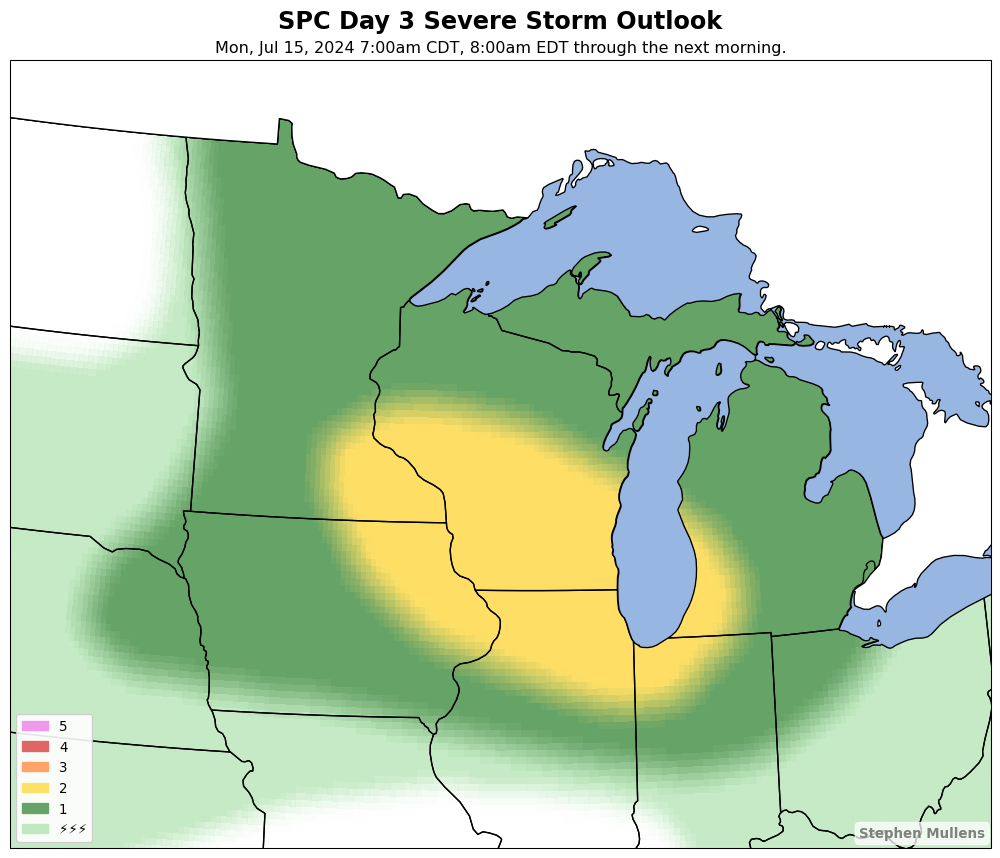 SPC Day 3 Severe Storm Outlook
Mon, Jul 15, 2024 7:00am CDT, 8:00am EDT through the next morning.
5
4
3
2
1
⚡⚡⚡
Stephen Mullens